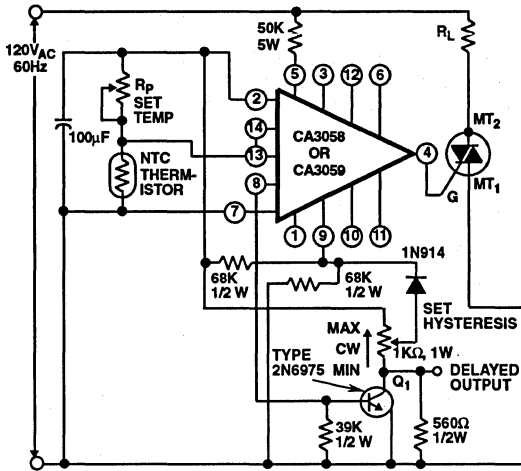 120VAC
60Hz
50K
5W
RL
RP
SET
TEMP
100μF
NTC
THERM-
ISTOR
5
3
12
6
2
14
13
8
7
CA3058
OR
CA3059
4
MT2
MT1
G
1
9
10
11
68K
1/2 W
68K
1/2 W
1N914
SET
HYSTERESIS
MAX
CW
MIN
1KΩ, 1W
TYPE
2N6975
Q1
DELAYED
OUTPUT
39K
1/2 W
560Ω
1/2W